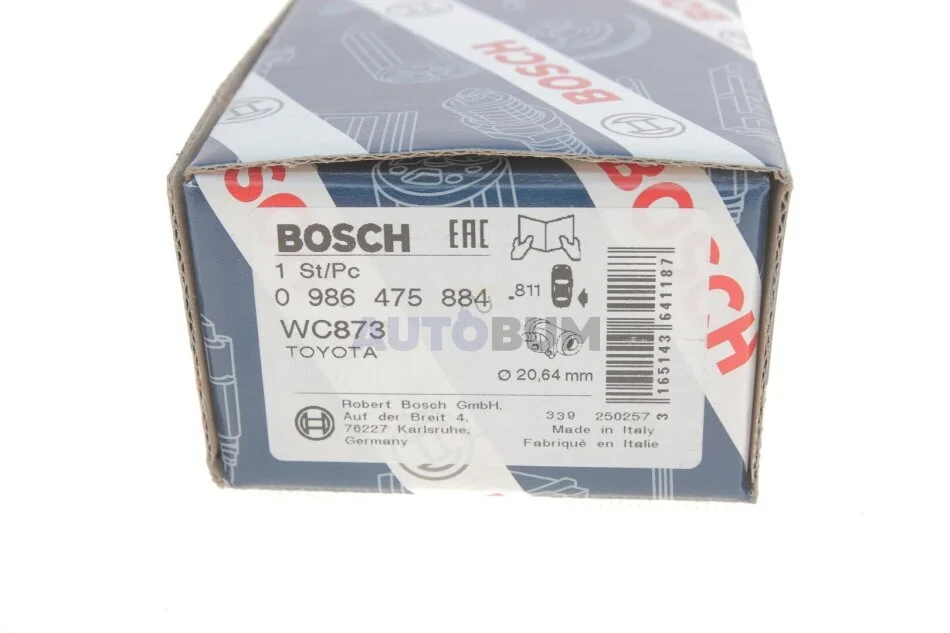 BOSCH
BOSCH
BOSCH EAC
1 St/Pc
0 986 475 884 -811
WC873
TOYOTA
AUTOBUM
Ø 20,64 mm
3 165143 641187
Robert Bosch GmbH,
Auf der Breit 4,
76227 Karlsruhe,
Germany
339 250257
Made in Italy
Fabriqué en Italie